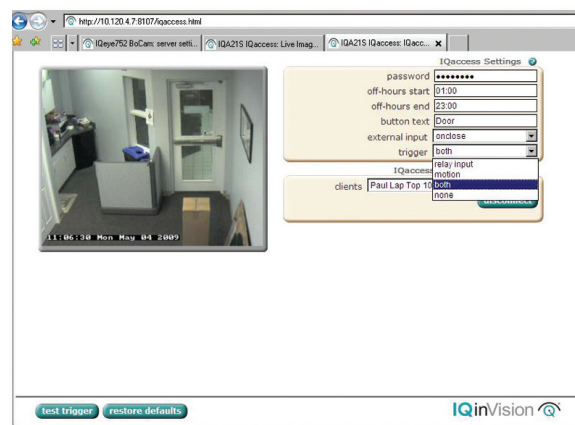 http://10.120.4.7:8107/iqaccess.html
IQeye752 BoCam: server setti...
IQA21S IQaccess: Live Imag...
IQA21S IQaccess: IQacc...
IQaccess Settings
password ••••••••
off-hours start 01:00
off-hours end 23:00
button text Door
external input onclose
trigger both
relay input
motion
both
none
IQaccess
clients Paul Lap Top 10
disconnect
11:06:30 Mon May 04 2009
test trigger
restore defaults
IQinVision